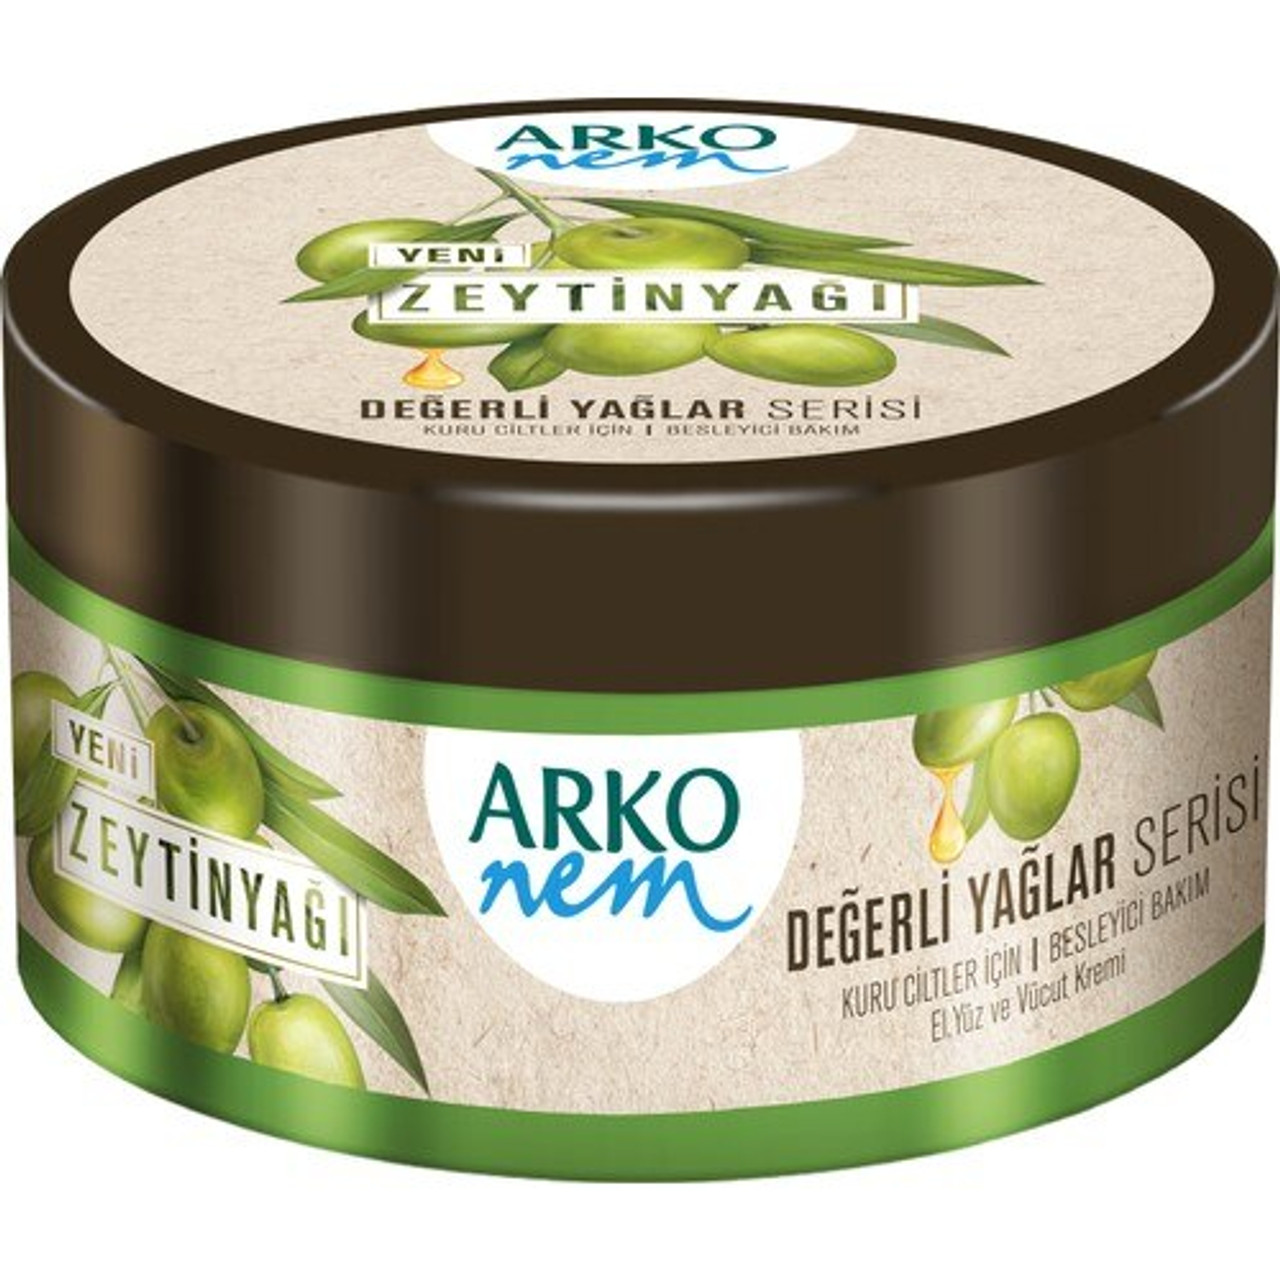 ARKO
nem
YENİ
ZEYTİNYAĞI
DEĞERLİ YAĞLAR SERİSİ
KURU CİLTLER İÇİN | BESLEYİCİ BAKIM
YENİ
ZEYTİNYAĞI
ARKO
nem
DEĞERLİ YAĞLAR SERİSİ
KURU CİLTLER İÇİN | BESLEYİCİ BAKIM
El, Yüz ve Vücut Kremi